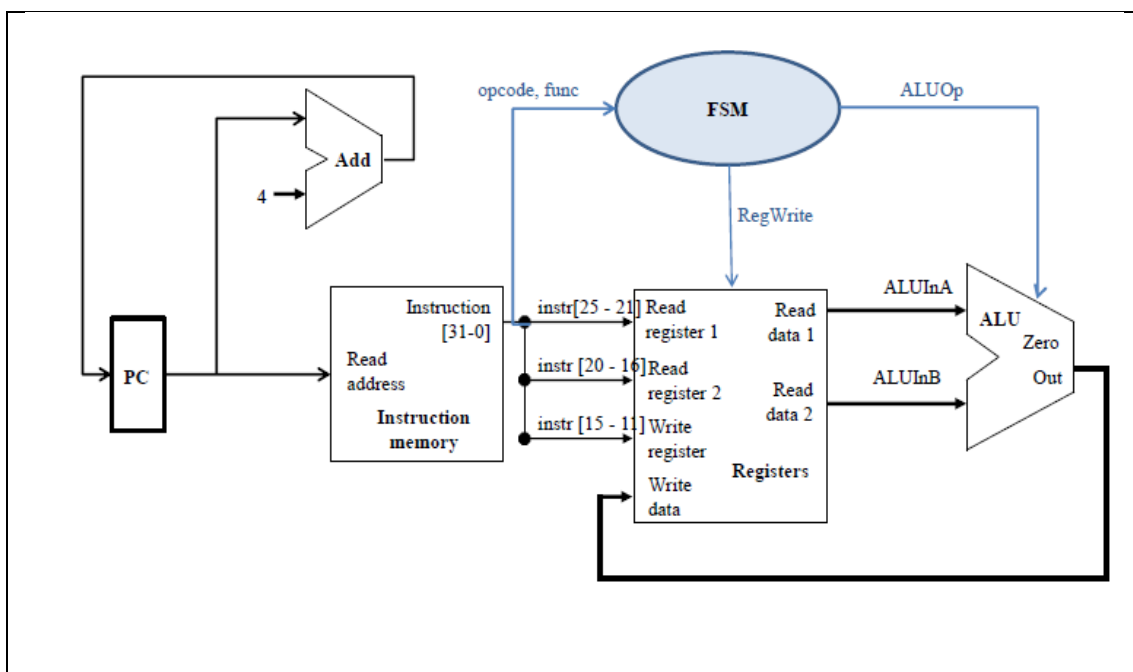 opcode, func
FSM
ALUOp
Add
4
RegWrite
Instruction
[31-0]
Read
address
Instruction
memory
PC
instr[25 - 21]
instr [20 - 16]
instr [15 - 11]
Read
register 1
Read
register 2
Write
register
Write
data
Read
data 1
Read
data 2
Registers
ALUInA
ALUInB
ALU
Zero
Out